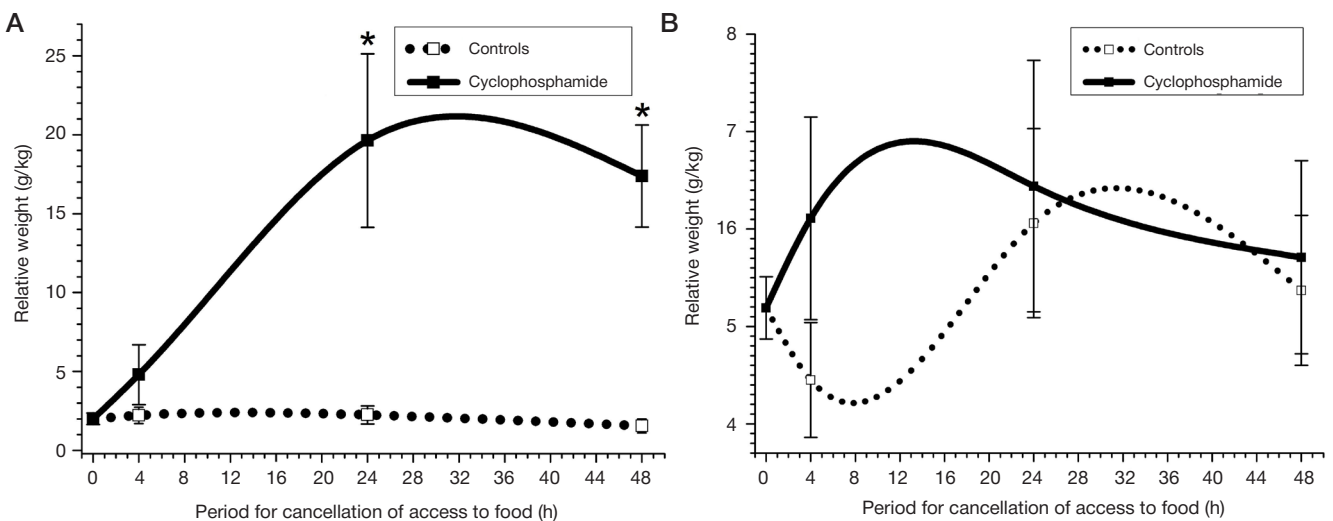 A
Relative weight (g/kg)
25
20
15
10
5
0
*
*
Controls
Cyclophosphamide
0 4 8 12 16 20 24 28 32 36 40 44 48
Period for cancellation of access to food (h)
B
Relative weight (g/kg)
8
7
16
5
4
Controls
Cyclophosphamide
0 4 8 12 16 20 24 28 32 36 40 44 48
Period for cancellation of access to food (h)